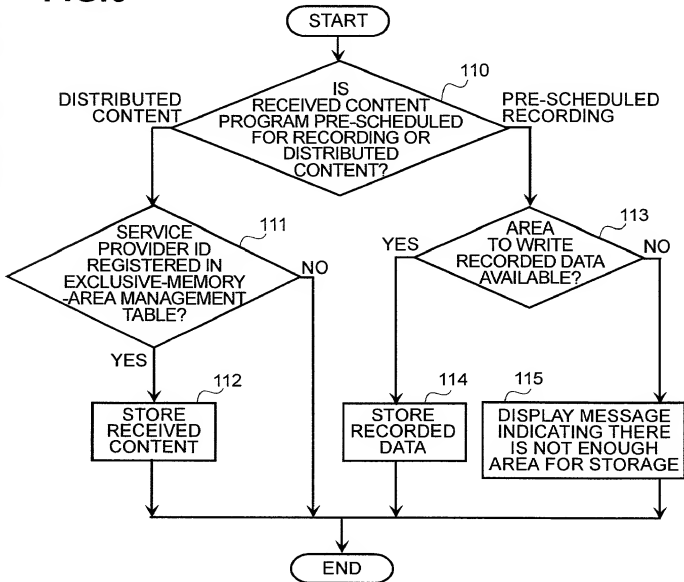 START
110
IS
RECEIVED CONTENT
PROGRAM PRE-SCHEDULED
FOR RECORDING OR
DISTRIBUTED
CONTENT?
DISTRIBUTED
CONTENT
PRE-SCHEDULED
RECORDING
111
SERVICE
PROVIDER ID
REGISTERED IN
EXCLUSIVE-MEMORY
-AREA MANAGEMENT
TABLE?
NO
YES
113
AREA
TO WRITE
RECORDED DATA
AVAILABLE?
YES
NO
112
STORE
RECEIVED
CONTENT
114
STORE
RECORDED
DATA
115
DISPLAY MESSAGE
INDICATING THERE
IS NOT ENOUGH
AREA FOR STORAGE
END